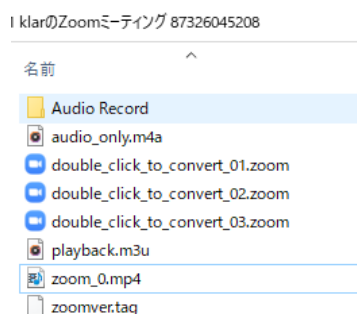 l klarのZoomミーティング 87326045208
名前
Audio Record
audio_only.m4a
double_click_to_convert_01.zoom
double_click_to_convert_02.zoom
double_click_to_convert_03.zoom
playback.m3u
zoom_0.mp4
zoomver.tag